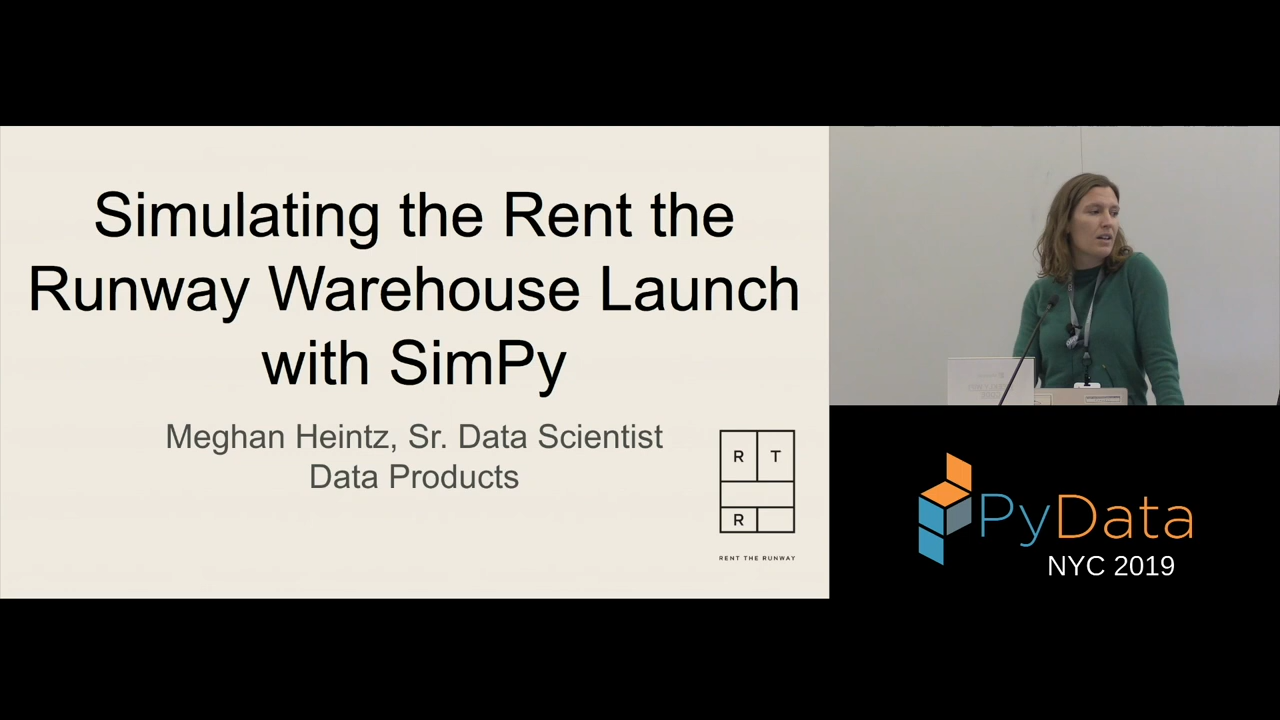 Simulating the Rent the
Runway Warehouse Launch
with SimPy
Meghan Heintz, Sr. Data Scientist
Data Products
R T
R
RENT THE RUNWAY
PyData
NYC 2019